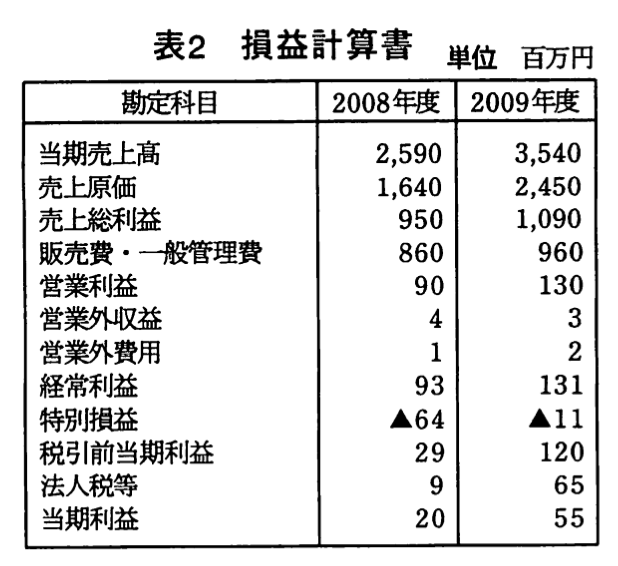 表2 損益計算書 単位 百万円
勘定科目 2008年度 2009年度
当期売上高 2,590 3,540
売上原価 1,640 2,450
売上総利益 950 1,090
販売費・一般管理費 860 960
営業利益 90 130
営業外収益 4 3
営業外費用 1 2
経常利益 93 131
特別損益 ▲64 ▲11
税引前当期利益 29 120
法人税等 9 65
当期利益 20 55